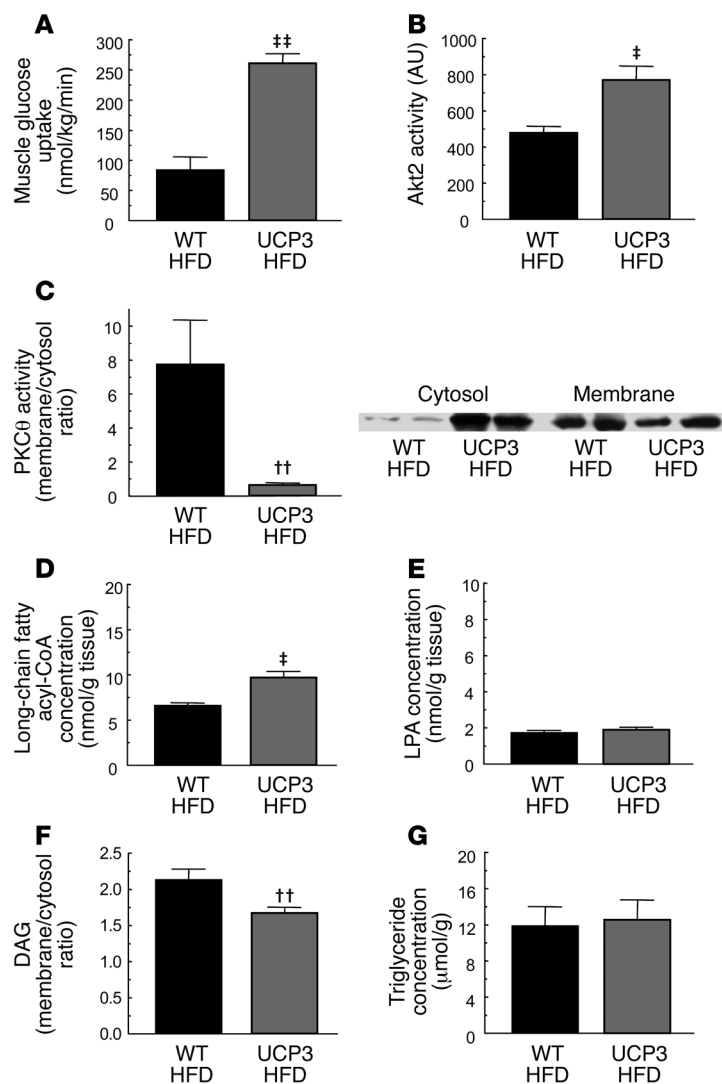 A
Muscle glucose
uptake
(nmol/kg/min)
300
250
200
150
100
50
0
‡‡
WT
HFD
UCP3
HFD
B
Akt2 activity (AU)
1000
800
600
400
200
0
‡
WT
HFD
UCP3
HFD
C
PKCθ activity
(membrane/cytosol
ratio)
10
8
6
4
2
0
††
WT
HFD
UCP3
HFD
Cytosol
Membrane
WT
HFD
UCP3
HFD
WT
HFD
UCP3
HFD
D
Long-chain fatty
acyl-CoA
concentration
(nmol/g tissue)
20
15
10
5
0
‡
WT
HFD
UCP3
HFD
E
LPA concentration
(nmol/g tissue)
10
8
6
4
2
0
WT
HFD
UCP3
HFD
F
DAG
(membrane/cytosol
ratio)
2.5
2.0
1.5
1.0
0.5
0.0
††
WT
HFD
UCP3
HFD
G
Triglyceride
concentration
(μmol/g)
20
16
12
8
4
0
WT
HFD
UCP3
HFD